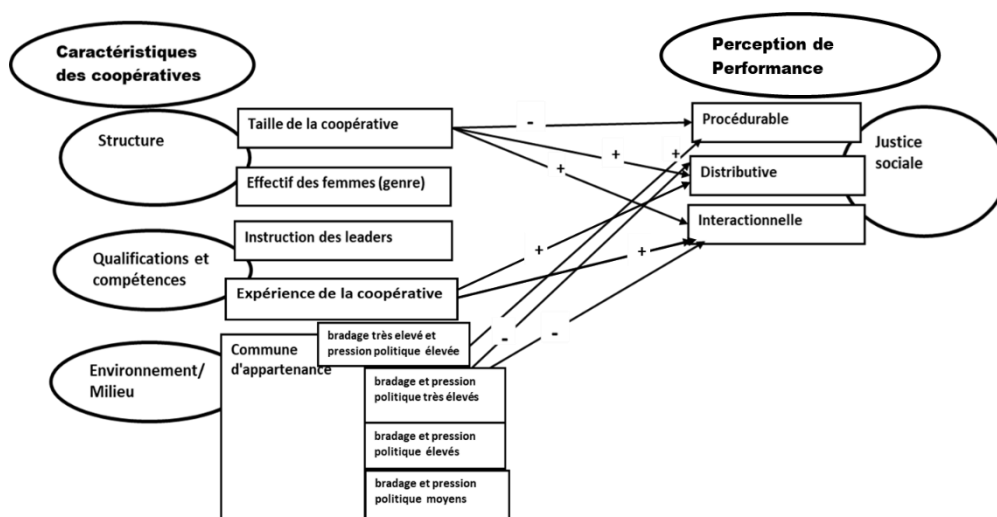 Caractéristiques
des coopératives
Perception de
Performance
Structure
Taille de la coopérative
Effectif des femmes (genre)
Qualifications et
compétences
Instruction des leaders
Expérience de la coopérative
Environnement/
Milieu
Commune
d'appartenance
bradage très elevé et
pression politique élevée
bradage et pression
politique très élevés
bradage et pression
politique élevés
bradage et pression
politique moyens
-
+
+
+
+
+
-
-
Procédurable
Distributive
Interactionnelle
Justice
sociale